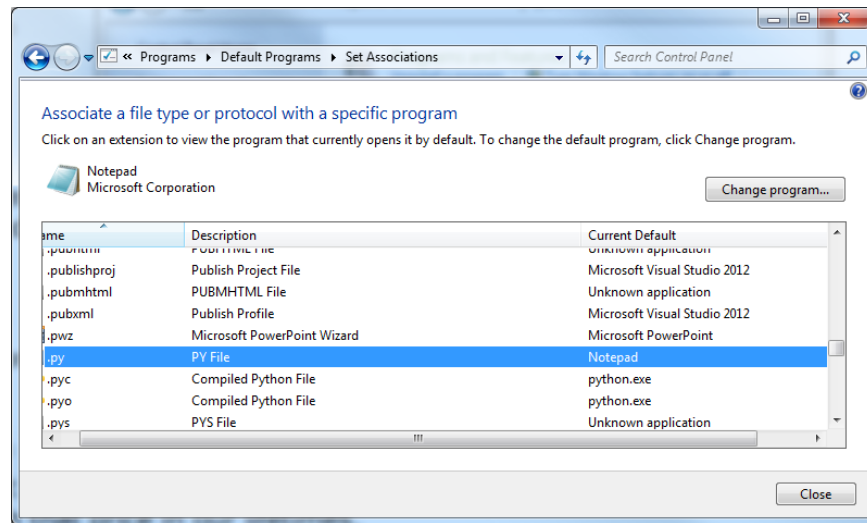 « Programs ▸ Default Programs ▸ Set Associations
Search Control Panel
Associate a file type or protocol with a specific program
Click on an extension to view the program that currently opens it by default. To change the default program, click Change program.
Notepad
Microsoft Corporation
Change program...
ame Description Current Default
.pubhtml PUBHTML File Unknown application
.publishproj Publish Project File Microsoft Visual Studio 2012
.pubmhtml PUBMHTML File Unknown application
.pubxml Publish Profile Microsoft Visual Studio 2012
.pwz Microsoft PowerPoint Wizard Microsoft PowerPoint
.py PY File Notepad
.pyc Compiled Python File python.exe
.pyo Compiled Python File python.exe
.pys PYS File Unknown application
Close